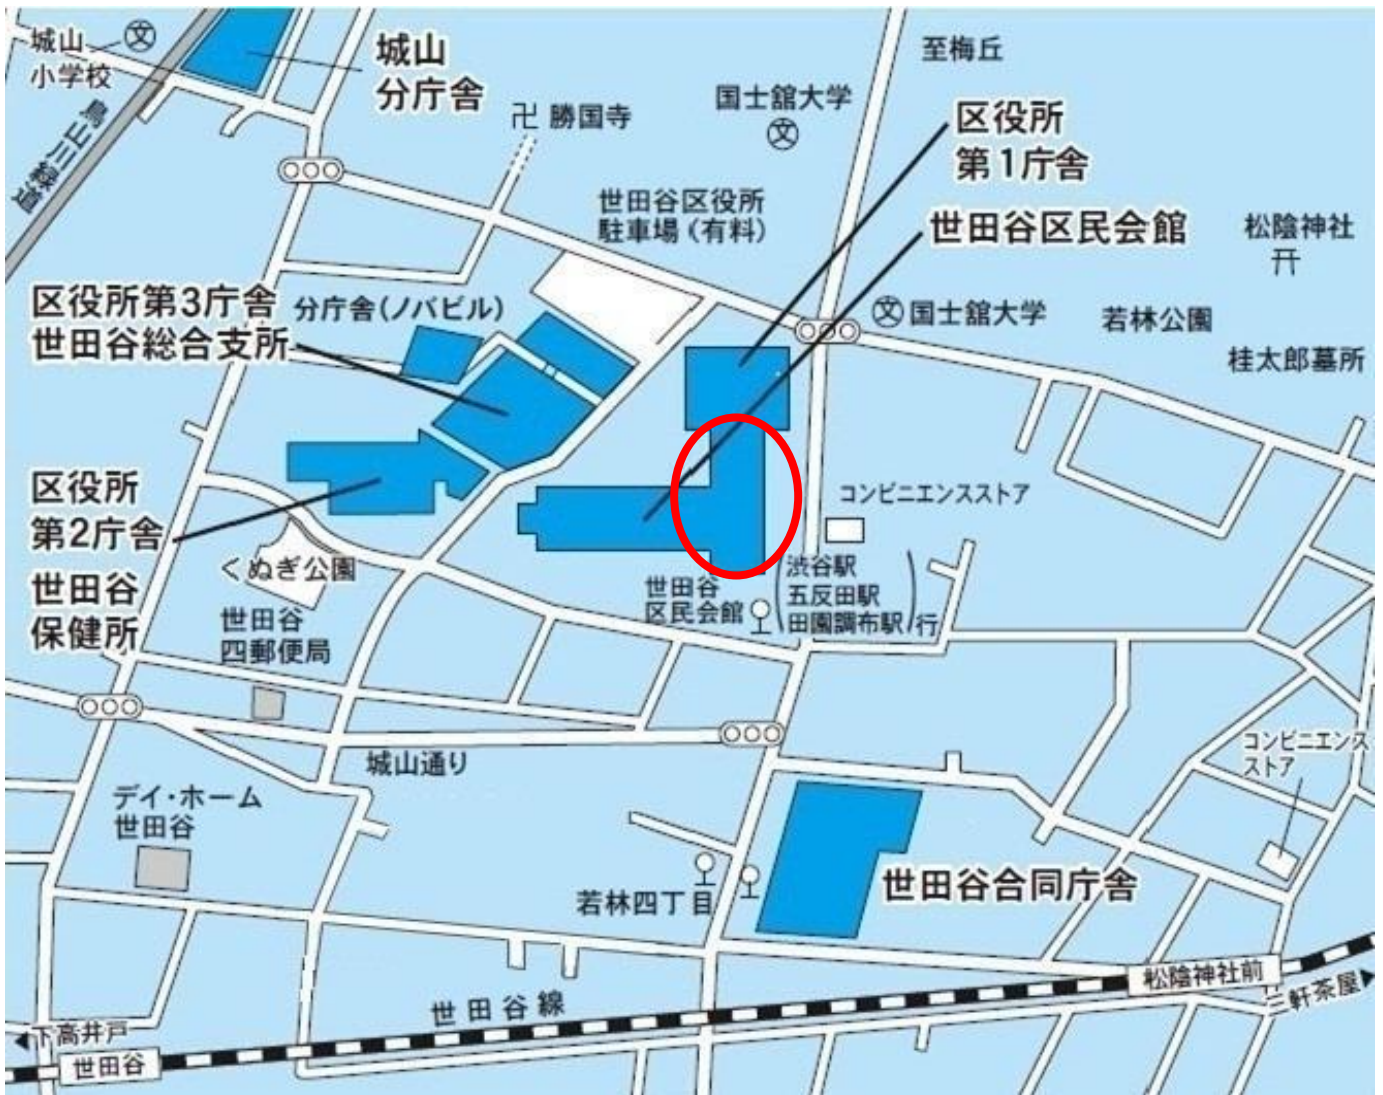 城山
小学校
文
城山
分庁舎
烏山川緑道
卍 勝国寺
国士舘大学
文
至梅丘
区役所
第1庁舎
世田谷区役所
駐車場(有料)
世田谷区民会館
松陰神社
区役所第3庁舎
世田谷総合支所
分庁舎(ノバビル)
文 国士舘大学
若林公園
桂太郎墓所
区役所
第2庁舎
世田谷
保健所
くぬぎ公園
コンビニエンスストア
世田谷
区民会館
渋谷駅
五反田駅
田園調布駅
行
世田谷
四郵便局
城山通り
コンビニエンス
ストア
デイ・ホーム
世田谷
若林四丁目
世田谷合同庁舎
世田谷線
松陰神社前
三軒茶屋
下高井戸
世田谷